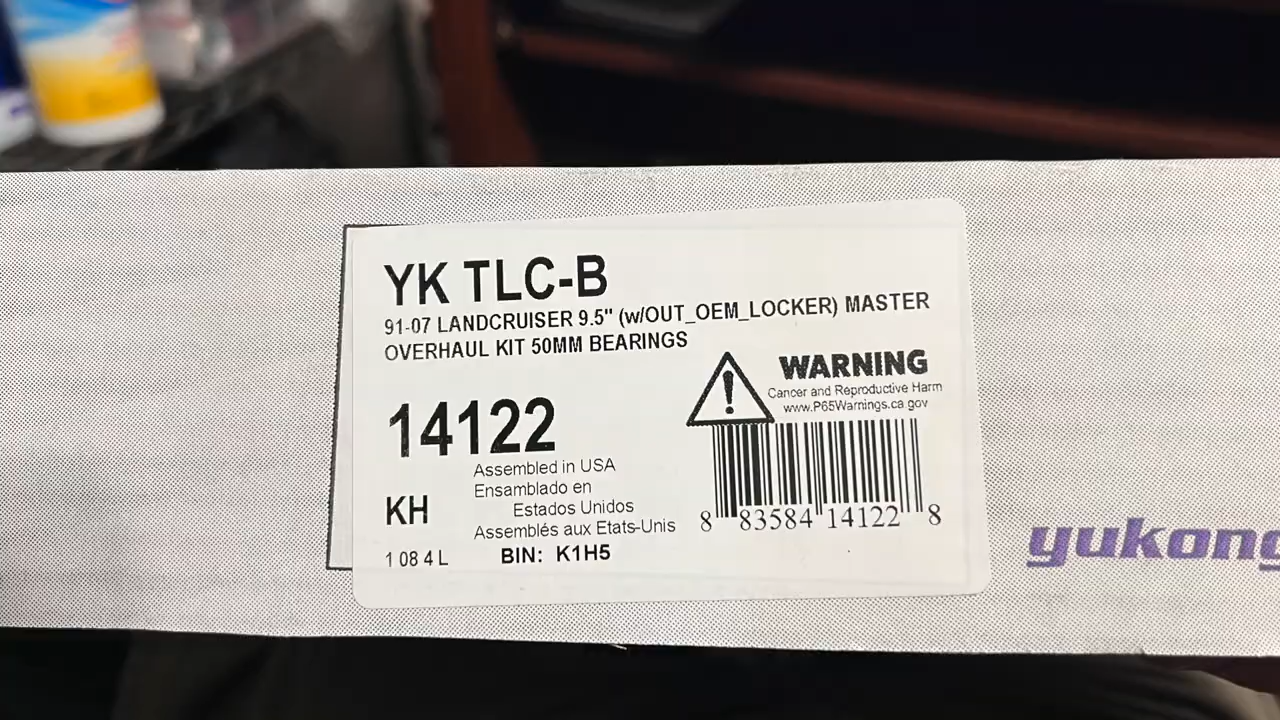 YK TLC-B
91-07 LANDCRUISER 9.5" (w/OUT_OEM_LOCKER) MASTER
OVERHAUL KIT 50MM BEARINGS
WARNING
Cancer and Reproductive Harm
www.P65Warnings.ca.gov
14122
Assembled in USA
Ensamblado en
Estados Unidos
Assemblés aux Etats-Unis
KH
1 08 4 L
BIN: K1H5
8 83584 14122 8
yukong